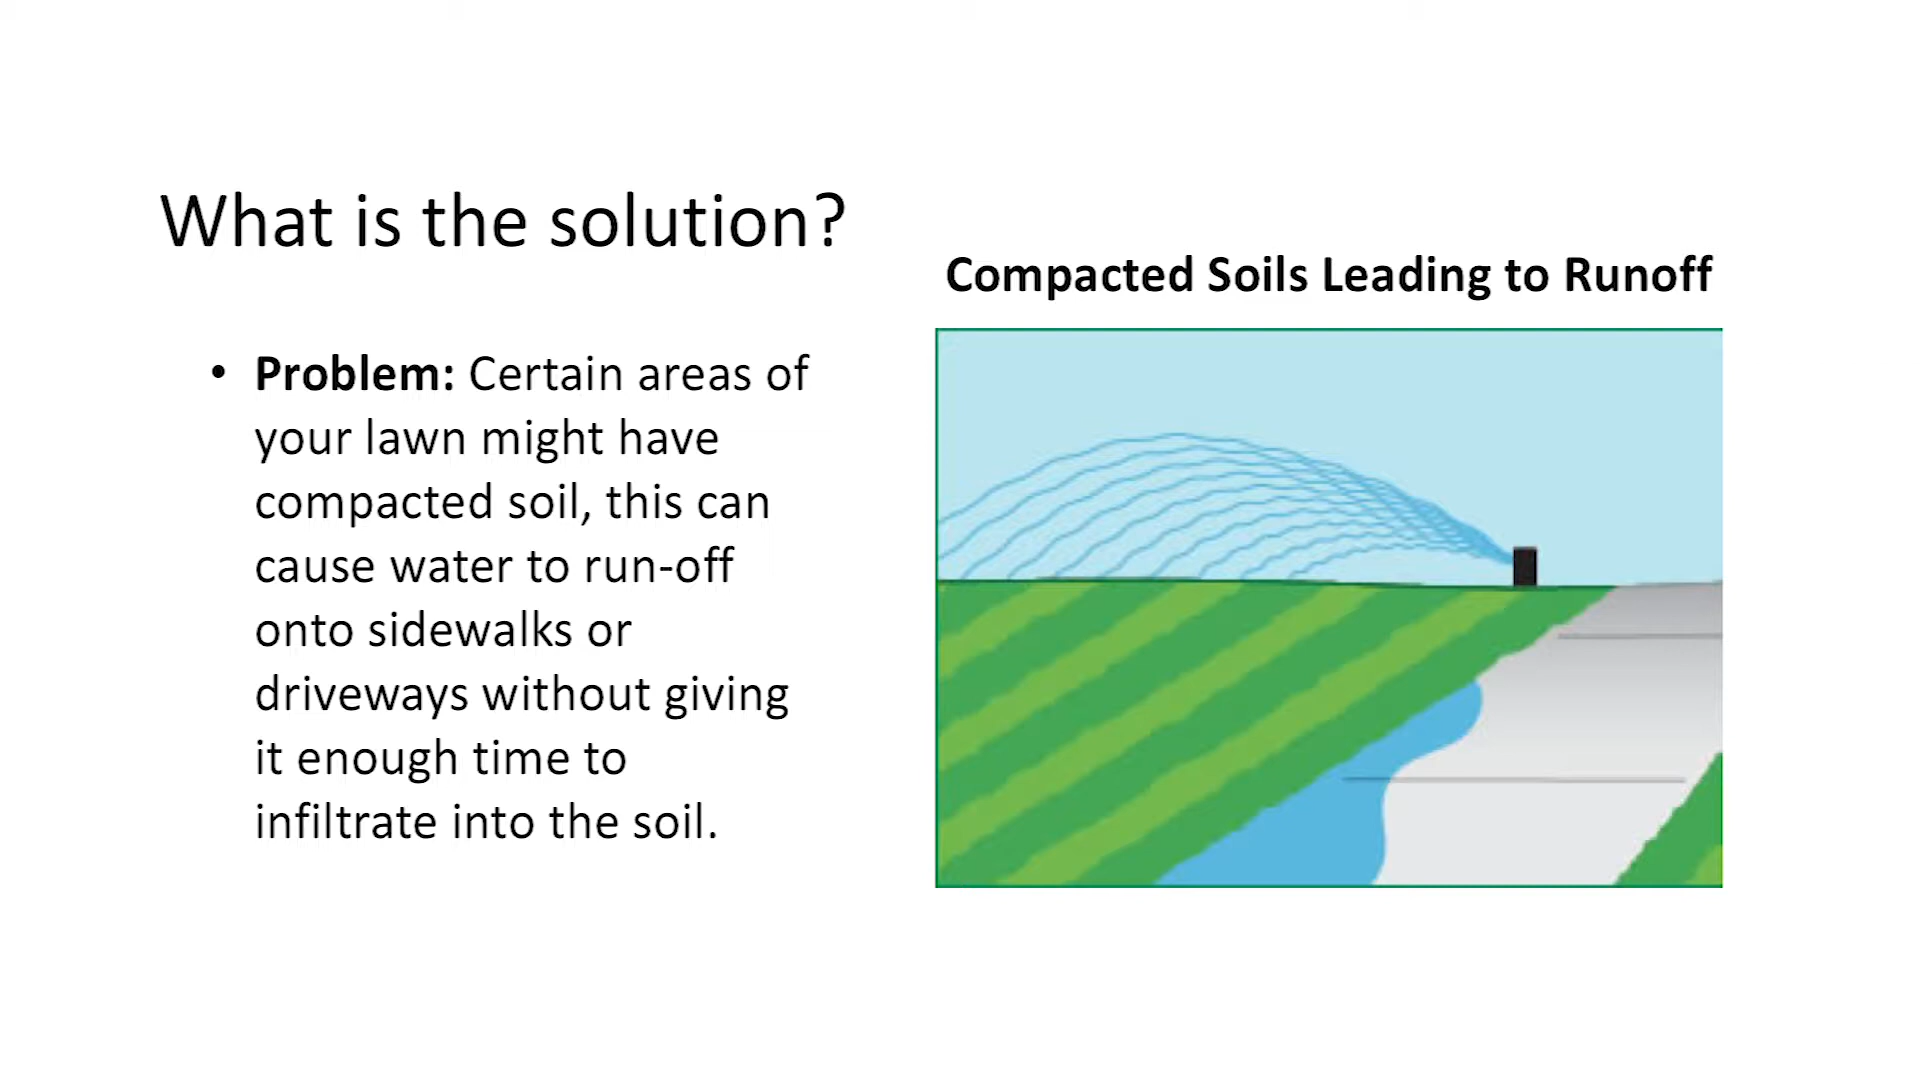 What is the solution?
Compacted Soils Leading to Runoff
• Problem: Certain areas of
your lawn might have
compacted soil, this can
cause water to run-off
onto sidewalks or
driveways without giving
it enough time to
infiltrate into the soil.